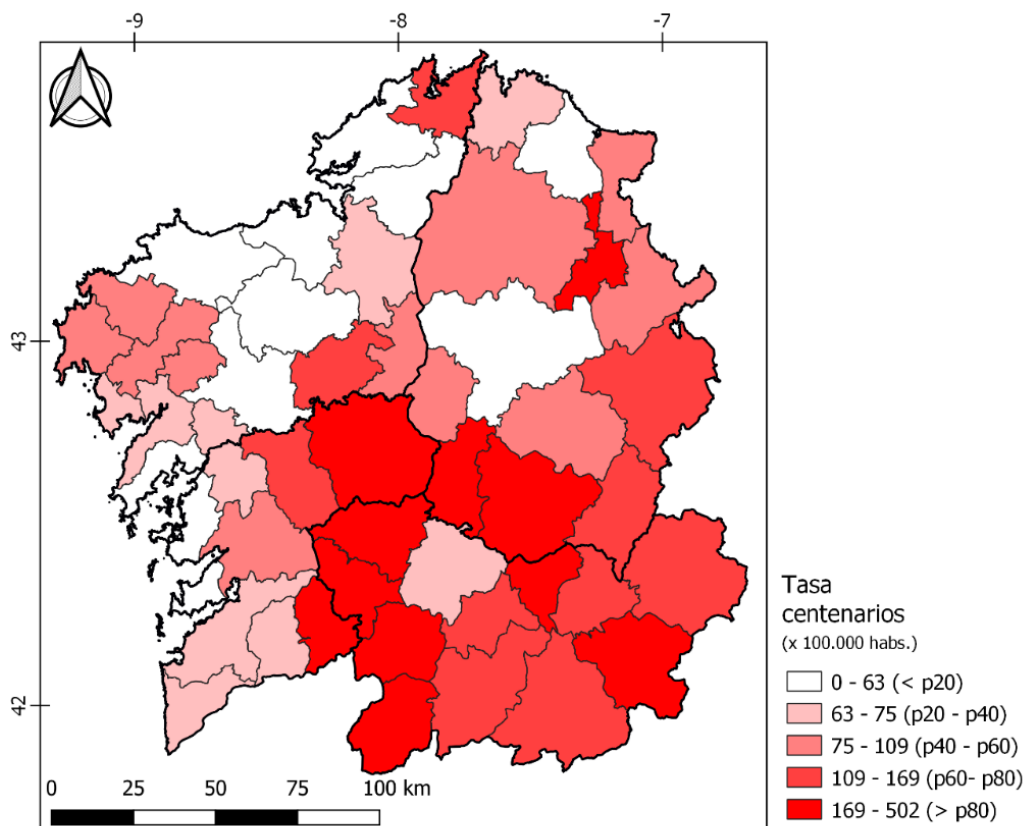 -9 -8 -7
43
42
0 25 50 75 100 km
Tasa
centenarios
(x 100.000 habs.)
0 - 63 (< p20)
63 - 75 (p20 - p40)
75 - 109 (p40 - p60)
109 - 169 (p60- p80)
169 - 502 (> p80)